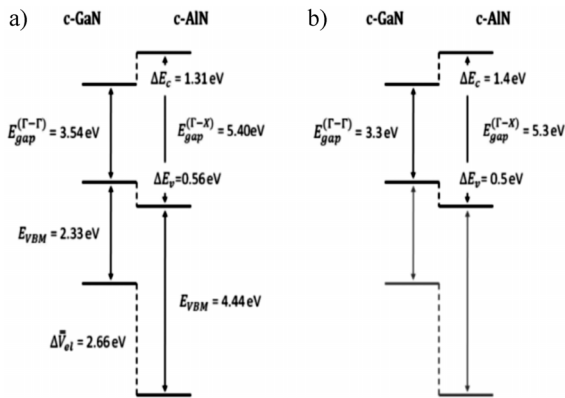 a)
c-GaN c-AlN
ΔE_c = 1.31 eV
E_gap^(Γ−Γ) = 3.54 eV
E_gap^(Γ−X) = 5.40eV
ΔE_v=0.56 eV
E_VBM = 2.33 eV
E_VBM = 4.44 eV
ΔV̿_el = 2.66 eV
b)
c-GaN c-AlN
ΔE_c = 1.4 eV
E_gap^(Γ−Γ) = 3.3 eV
E_gap^(Γ−X) = 5.3 eV
ΔE_v = 0.5 eV